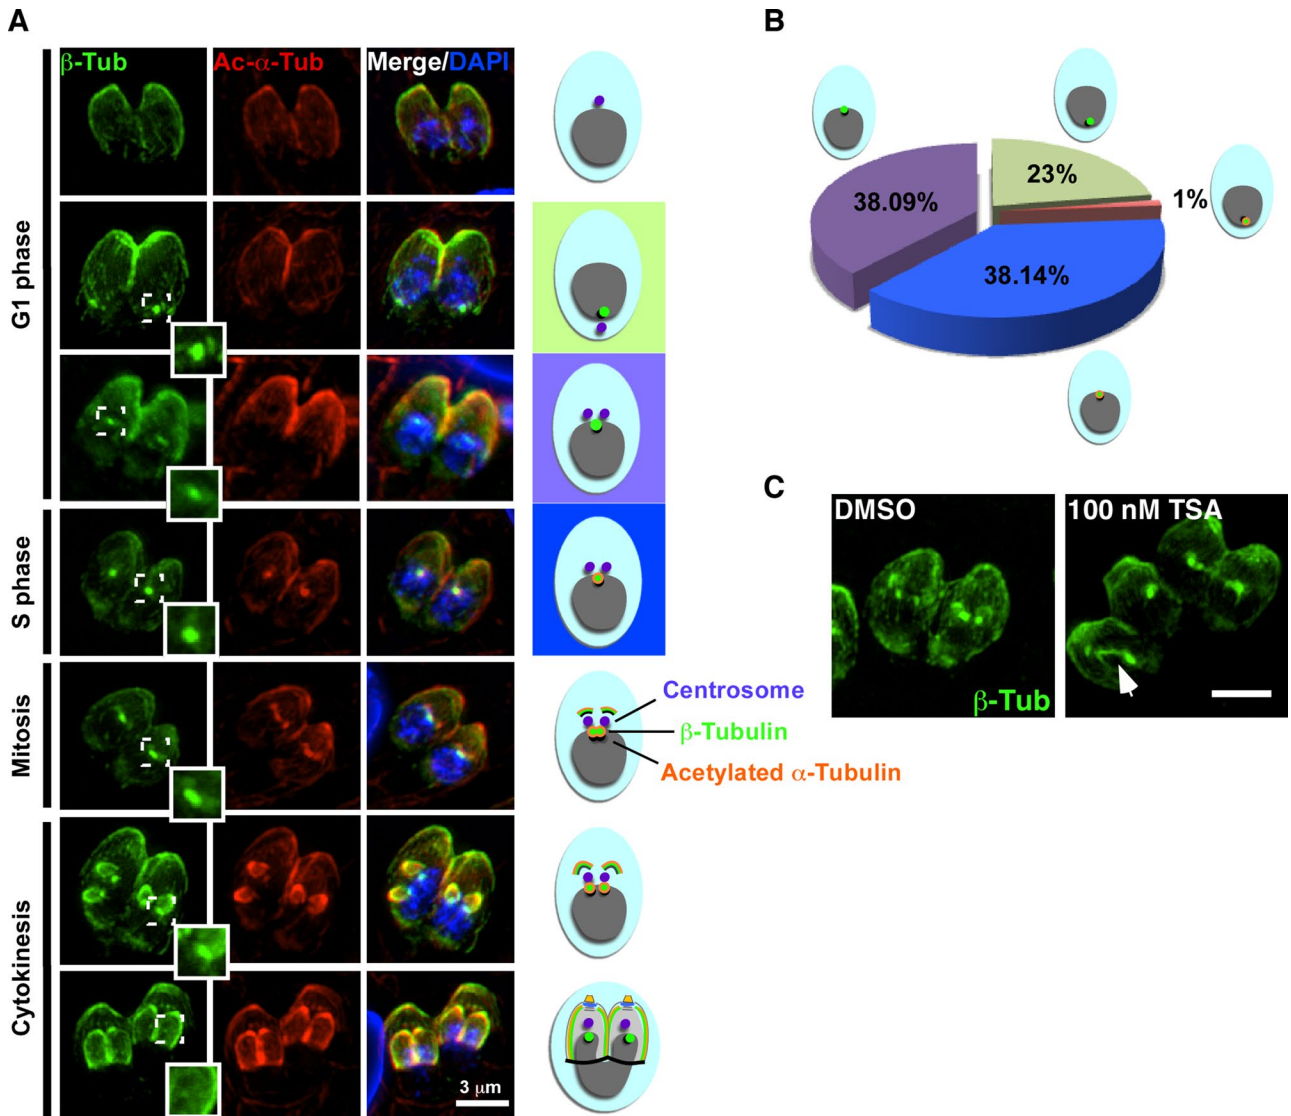 A
β-Tub
Ac-α-Tub
Merge/DAPI
G1 phase
S phase
Mitosis
Cytokinesis
Centrosome
β-Tubulin
Acetylated α-Tubulin
3 μm
B
38.09%
23%
1%
38.14%
C
DMSO
β-Tub
100 nM TSA